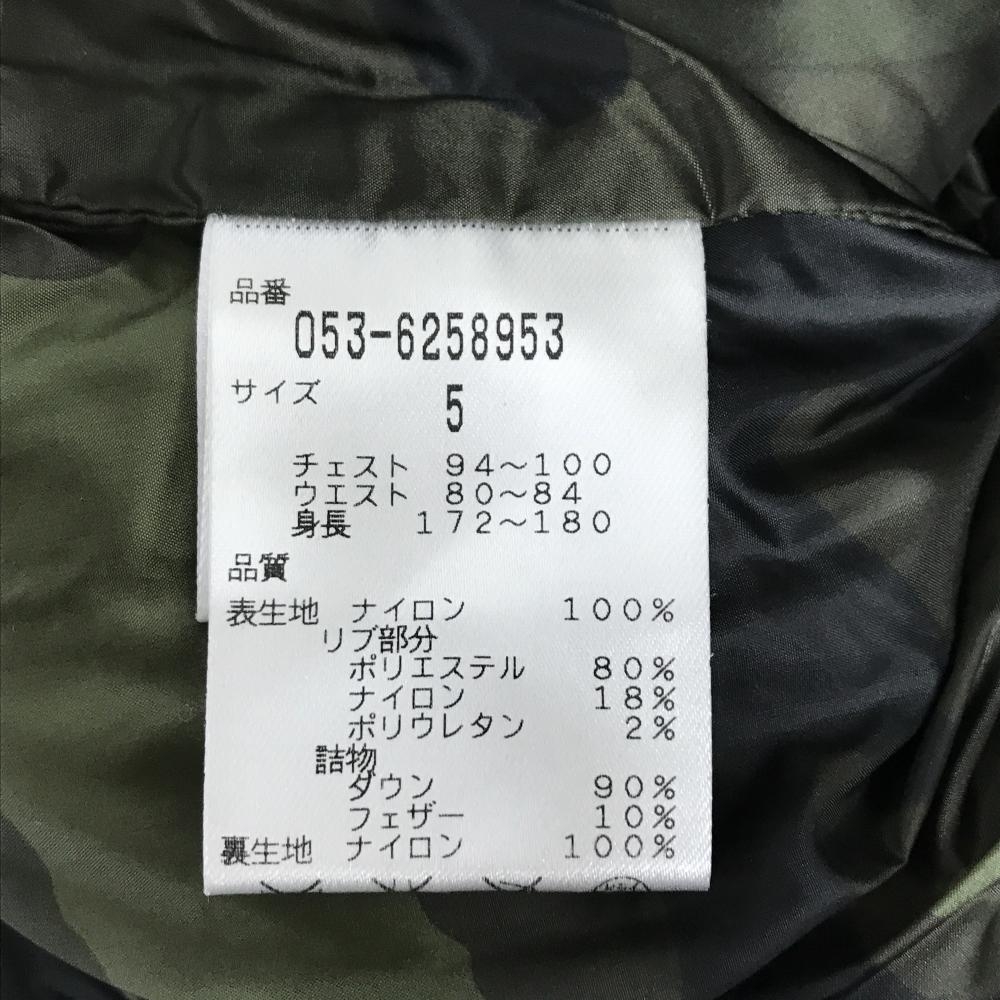 品番
053-6258953
サイズ 5
チェスト 94～100
ウエスト 80～84
身長 172～180
品質
表生地 ナイロン 100%
リブ部分
ポリエステル 80%
ナイロン 18%
ポリウレタン 2%
詰物
ダウン 90%
フェザー 10%
裏生地 ナイロン 100%